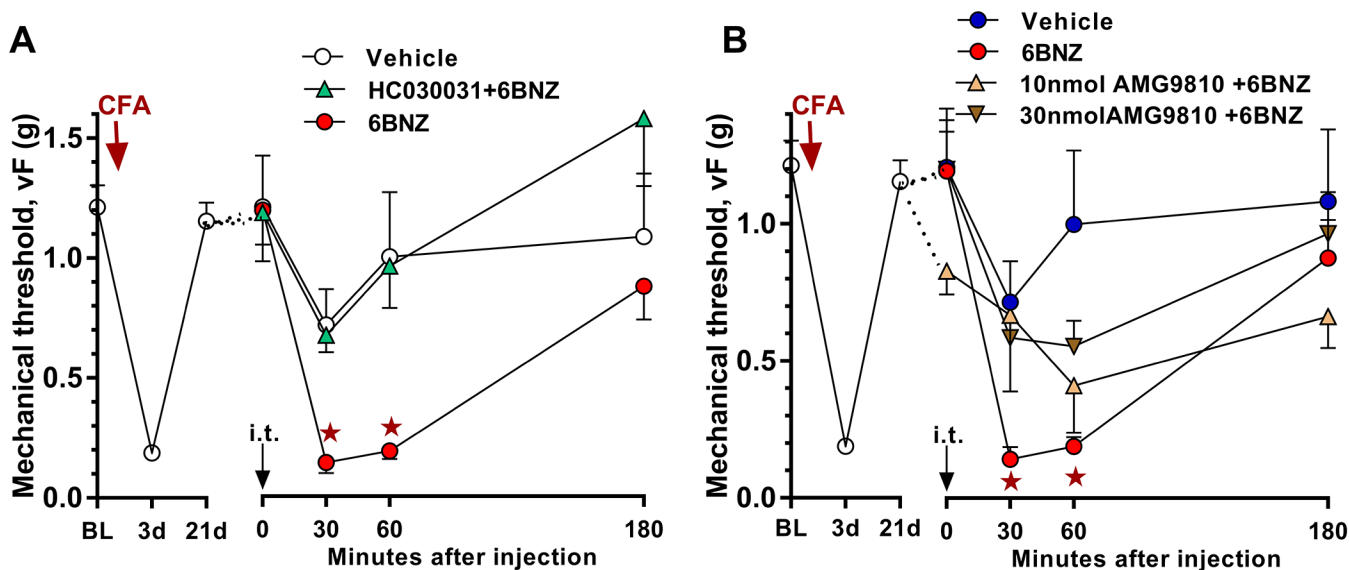 A
Vehicle
HC030031+6BNZ
6BNZ
CFA
Mechanical threshold, vF (g)
1.5
1.0
0.5
0.0
i.t.
BL 3d 21d 0 30 60 180
Minutes after injection
B
Vehicle
6BNZ
10nmol AMG9810 +6BNZ
30nmolAMG9810 +6BNZ
CFA
Mechanical threshold, vF (g)
1.0
0.5
0.0
i.t.
BL 3d 21d 0 30 60 180
Minutes after injection